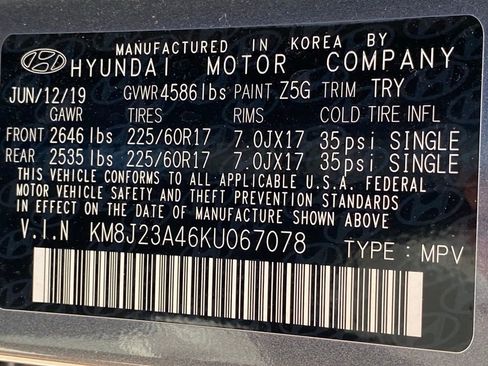 MANUFACTURED IN KOREA BY
HYUNDAI MOTOR COMPANY
JUN/12/19 GVWR4586lbs PAINT Z5G TRIM TRY
GAWR TIRES RIMS COLD TIRE INFL
FRONT 2646lbs 225/60R17 7.0JX17 35psi SINGLE
REAR 2535lbs 225/60R17 7.0JX17 35psi SINGLE
THIS VEHICLE CONFORMS TO ALL APPLICABLE U.S.A. FEDERAL
MOTOR VEHICLE SAFETY AND THEFT PREVENTION STANDARDS
IN EFFECT ON THE DATE OF MANUFACTURE SHOWN ABOVE.
V.I.N KM8J23A46KU067078 TYPE: MPV